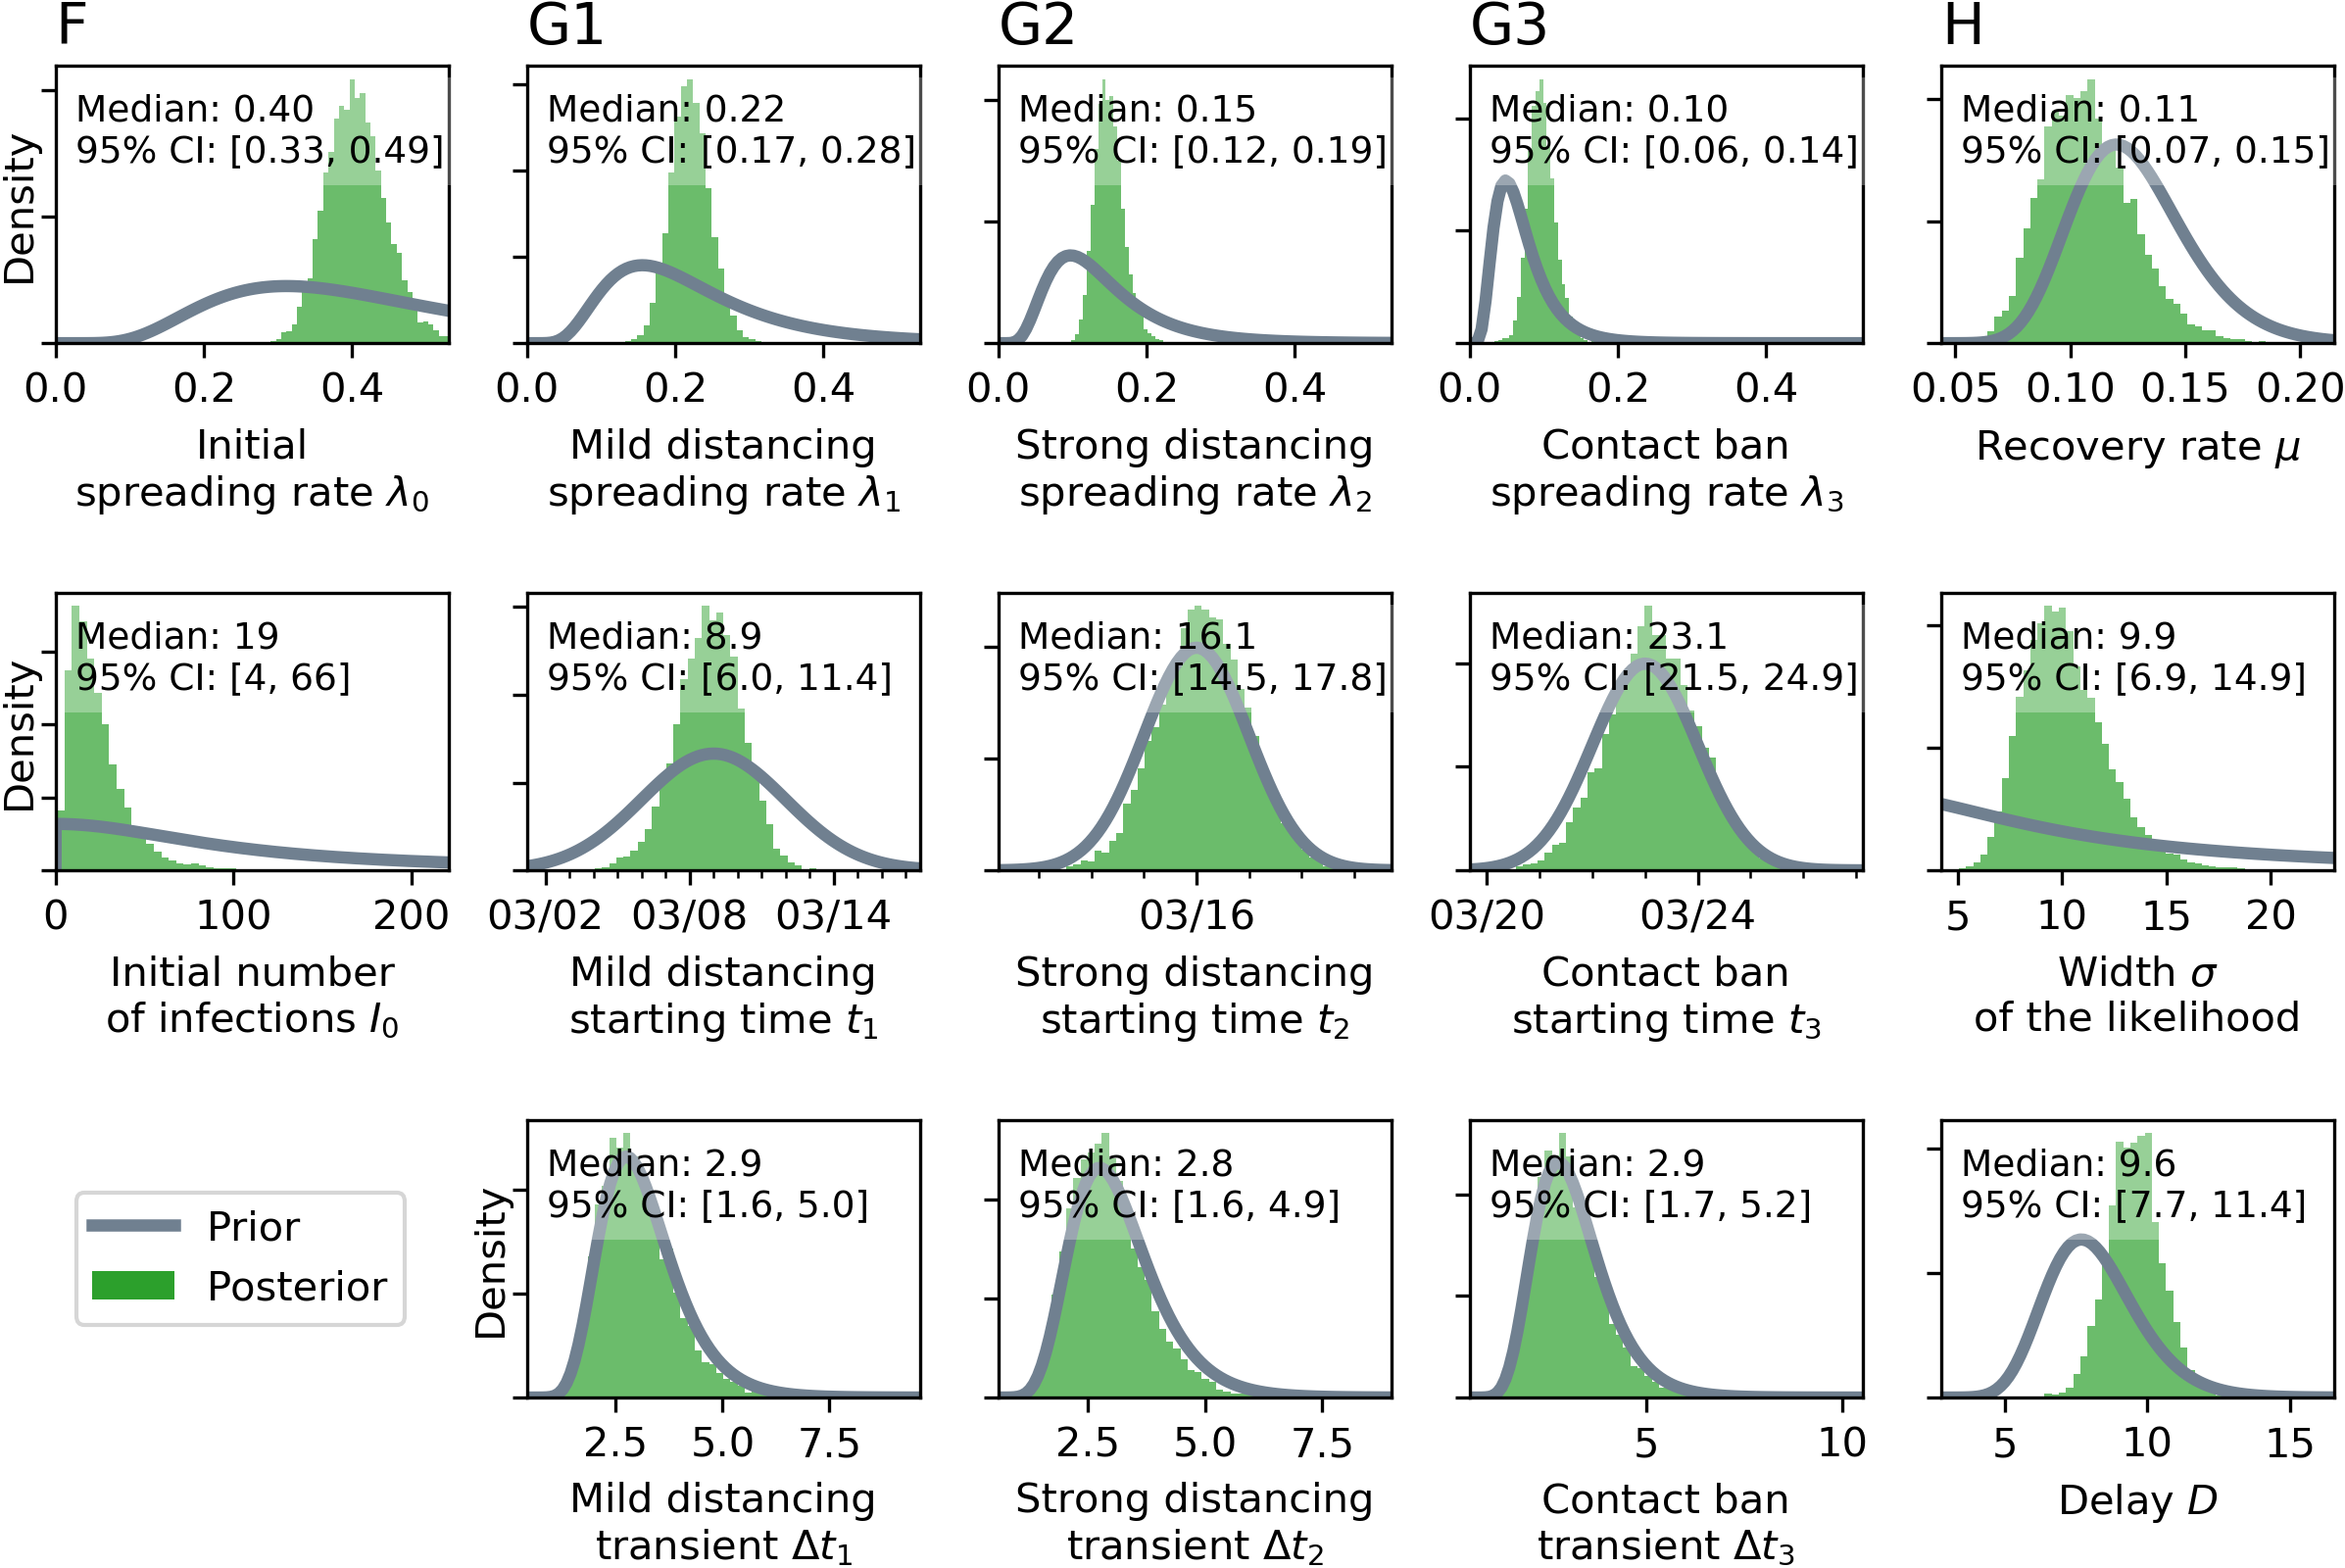 F
G1
G2
G3
H
Density
Median: 0.40
95% CI: [0.33, 0.49]
0.0 0.2 0.4
Initial
spreading rate λ0
Median: 0.22
95% CI: [0.17, 0.28]
0.0 0.2 0.4
Mild distancing
spreading rate λ1
Median: 0.15
95% CI: [0.12, 0.19]
0.0 0.2 0.4
Strong distancing
spreading rate λ2
Median: 0.10
95% CI: [0.06, 0.14]
0.0 0.2 0.4
Contact ban
spreading rate λ3
Median: 0.11
95% CI: [0.07, 0.15]
0.05 0.10 0.15 0.20
Recovery rate μ
Density
Median: 19
95% CI: [4, 66]
0 100 200
Initial number
of infections I0
Median: 8.9
95% CI: [6.0, 11.4]
03/02 03/08 03/14
Mild distancing
starting time t1
Median: 16.1
95% CI: [14.5, 17.8]
03/16
Strong distancing
starting time t2
Median: 23.1
95% CI: [21.5, 24.9]
03/20 03/24
Contact ban
starting time t3
Median: 9.9
95% CI: [6.9, 14.9]
5 10 15 20
Width σ
of the likelihood
Prior
Posterior
Density
Median: 2.9
95% CI: [1.6, 5.0]
2.5 5.0 7.5
Mild distancing
transient Δt1
Median: 2.8
95% CI: [1.6, 4.9]
2.5 5.0 7.5
Strong distancing
transient Δt2
Median: 2.9
95% CI: [1.7, 5.2]
5 10
Contact ban
transient Δt3
Median: 9.6
95% CI: [7.7, 11.4]
5 10 15
Delay D